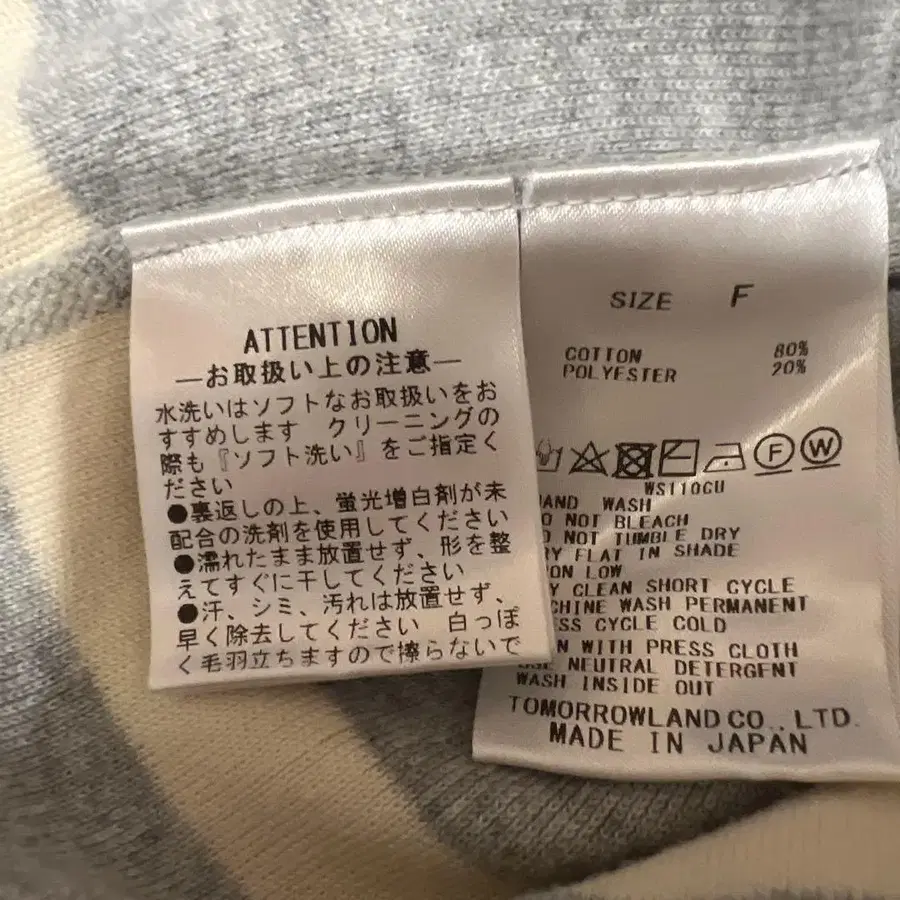 ATTENTION
—お取扱い上の注意—
水洗いはソフトなお取扱いをお
すすめします　クリーニングの
際も『ソフト洗い』をご指定く
ださい
●裏返しの上、蛍光増白剤が未
配合の洗剤を使用してください
●濡れたまま放置せず、形を整
えてすぐに干してください
●汗、シミ、汚れは放置せず、
早く除去してください　白っぽ
く毛羽立ちますので擦らないで
SIZE F
COTTON 80%
POLYESTER 20%
F W
WS110GU
AND WASH
O NOT BLEACH
O NOT TUMBLE DRY
RY FLAT IN SHADE
ON LOW
Y CLEAN SHORT CYCLE
CHINE WASH PERMANENT
ESS CYCLE COLD
N WITH PRESS CLOTH
USE NEUTRAL DETERGENT
WASH INSIDE OUT
TOMORROWLAND CO., LTD.
MADE IN JAPAN